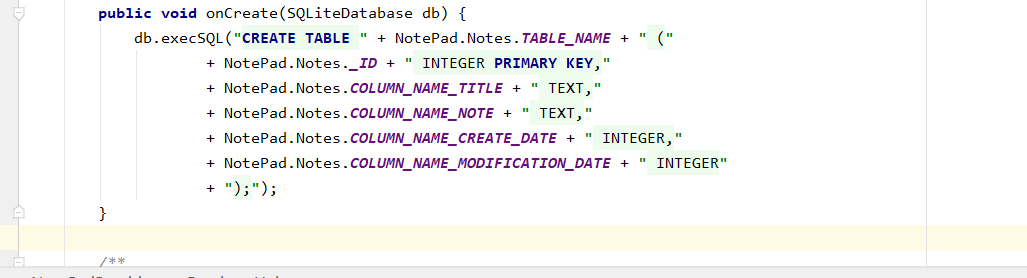 public void onCreate(SQLiteDatabase db) {
db.execSQL("CREATE TABLE " + NotePad.Notes.TABLE_NAME + " ("
+ NotePad.Notes._ID + " INTEGER PRIMARY KEY,"
+ NotePad.Notes.COLUMN_NAME_TITLE + " TEXT,"
+ NotePad.Notes.COLUMN_NAME_NOTE + " TEXT,"
+ NotePad.Notes.COLUMN_NAME_CREATE_DATE + " INTEGER,"
+ NotePad.Notes.COLUMN_NAME_MODIFICATION_DATE + " INTEGER"
+ ");");
}
/**